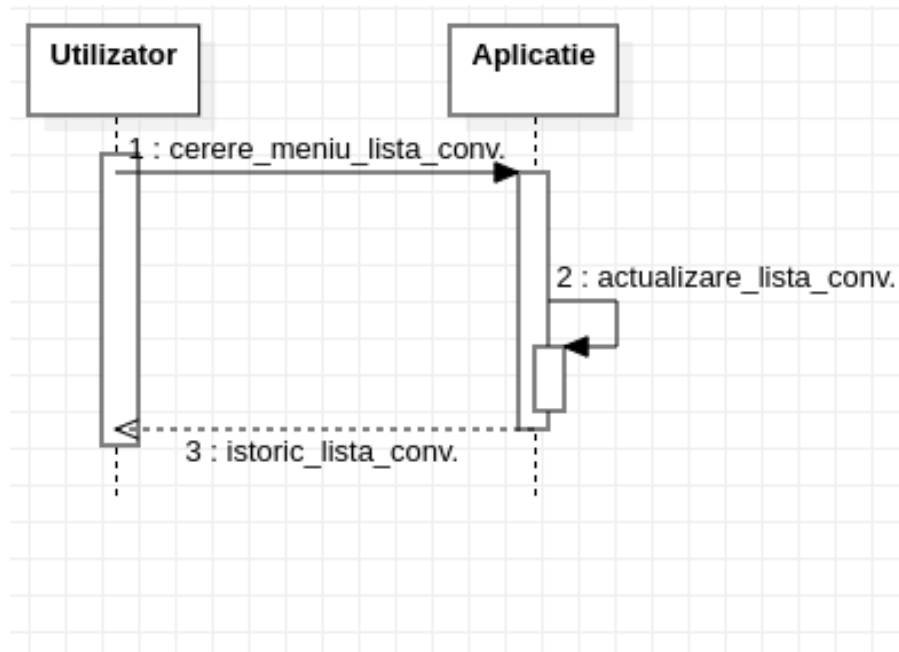 Utilizator
Aplicatie
1 : cerere_meniu_lista_conv.
2 : actualizare_lista_conv.
3 : istoric_lista_conv.